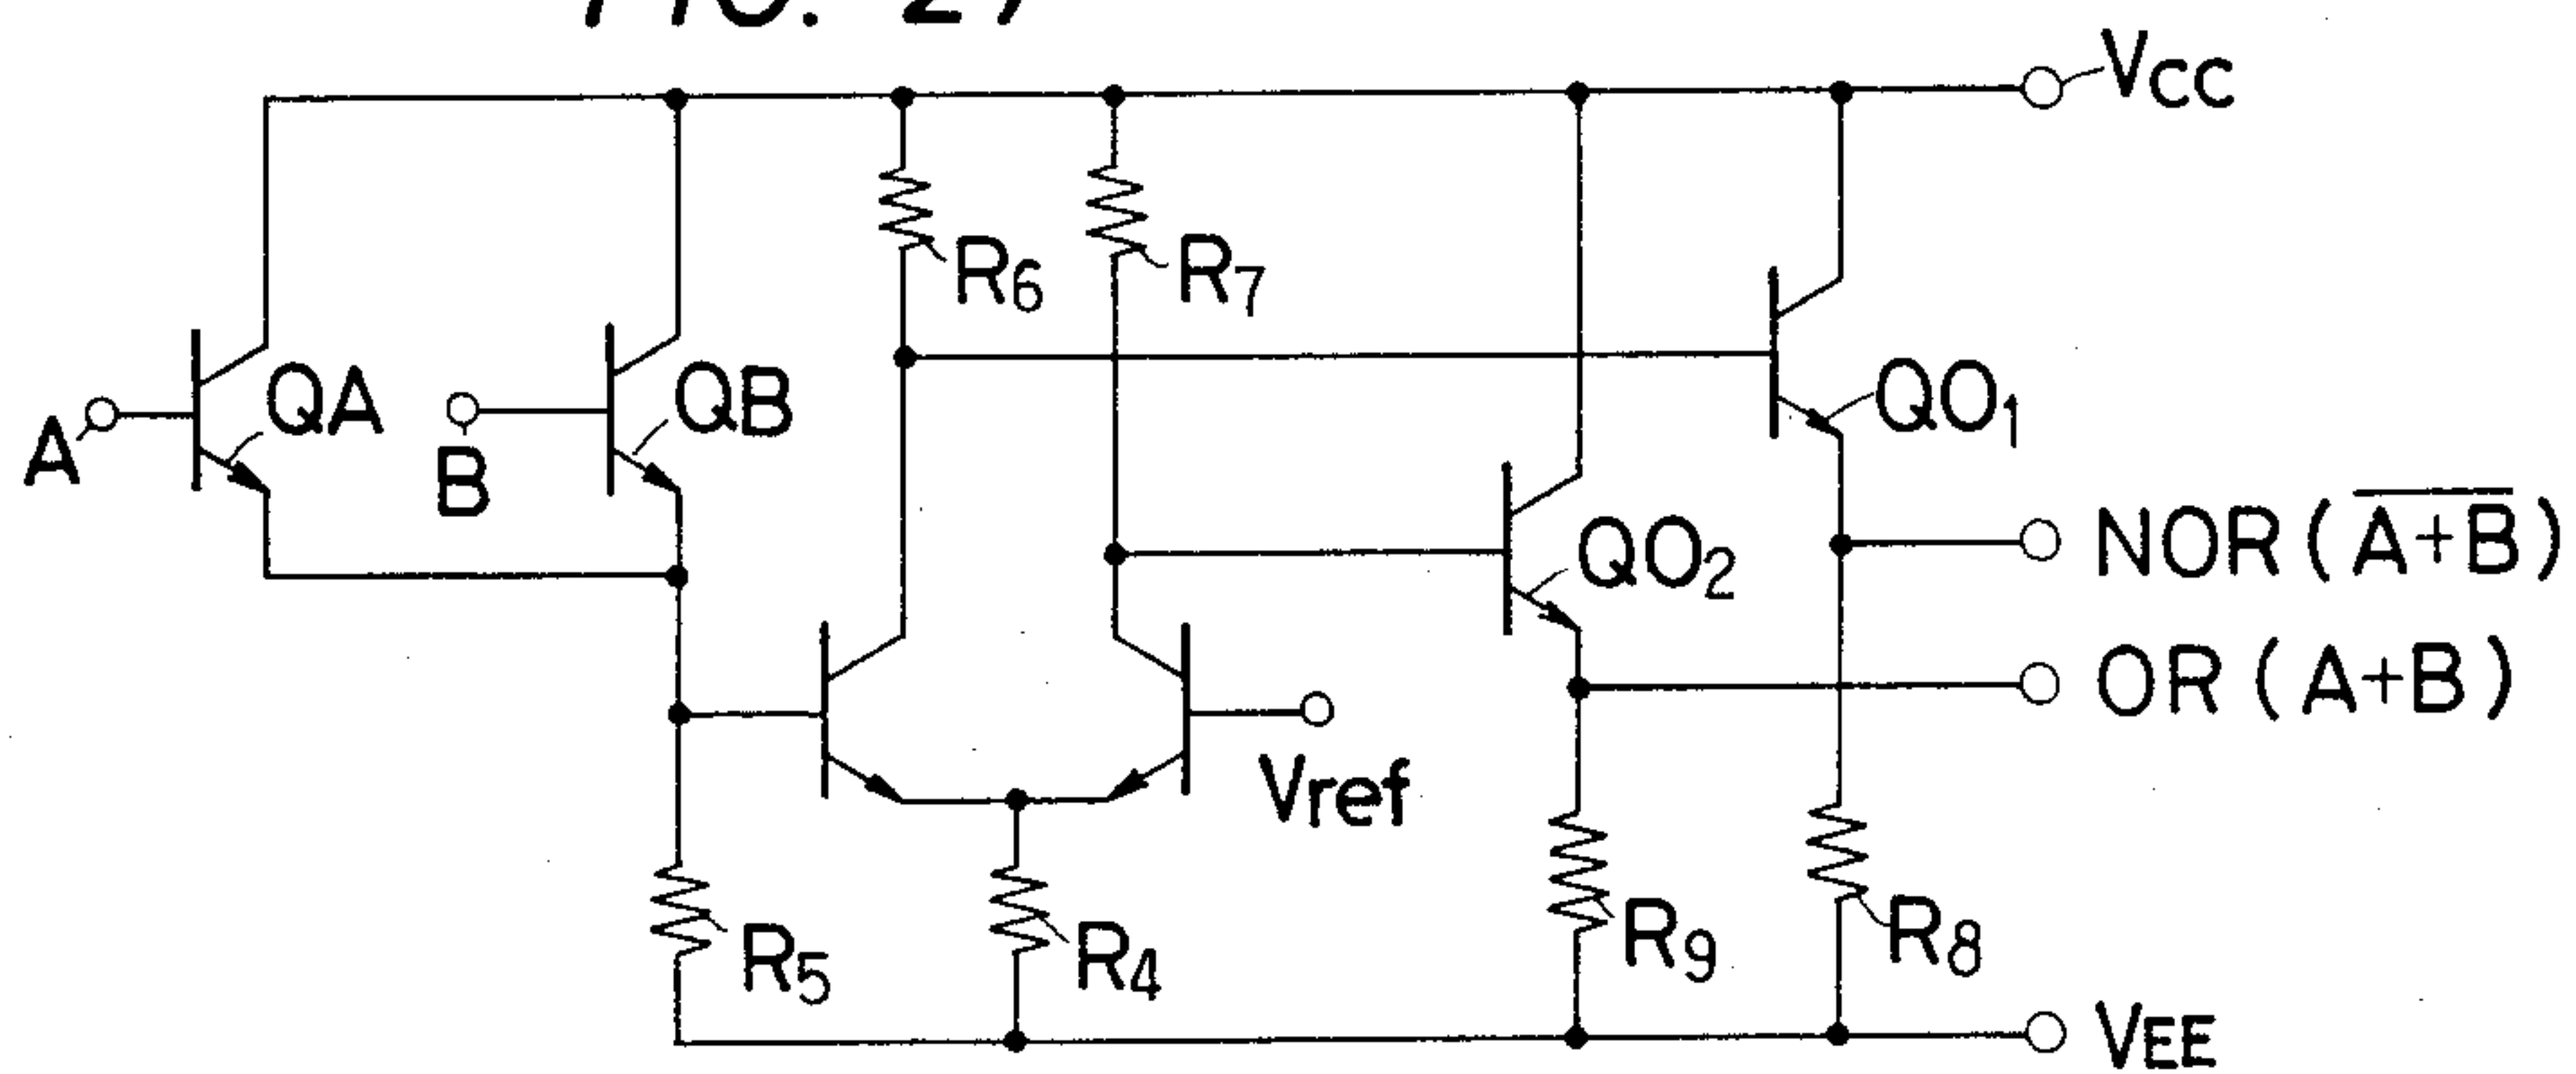 VCC
R6
R7
A
QA
B
QB
QO1
QO2
NOR(A+B)
OR(A+B)
Vref
R5
R4
R9
R8
VEE